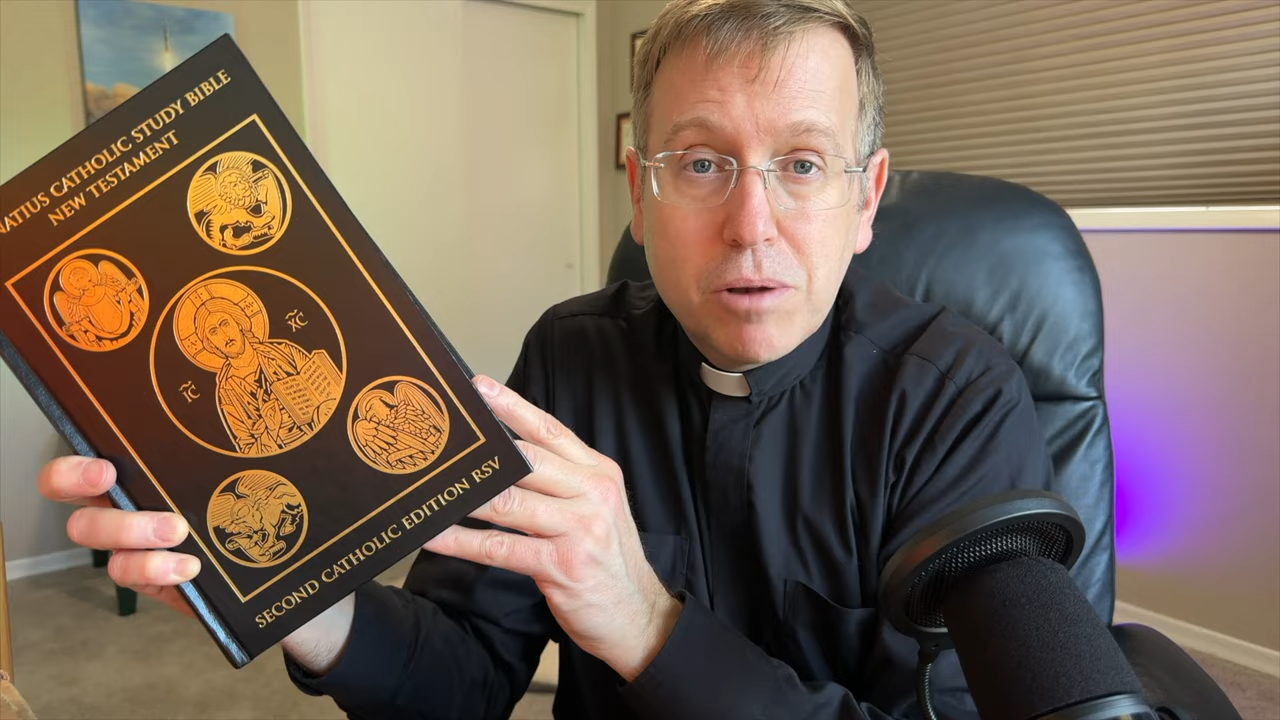 NATIUS CATHOLIC STUDY BIBLE
NEW TESTAMENT
IC
XC
SECOND CATHOLIC EDITION RSV